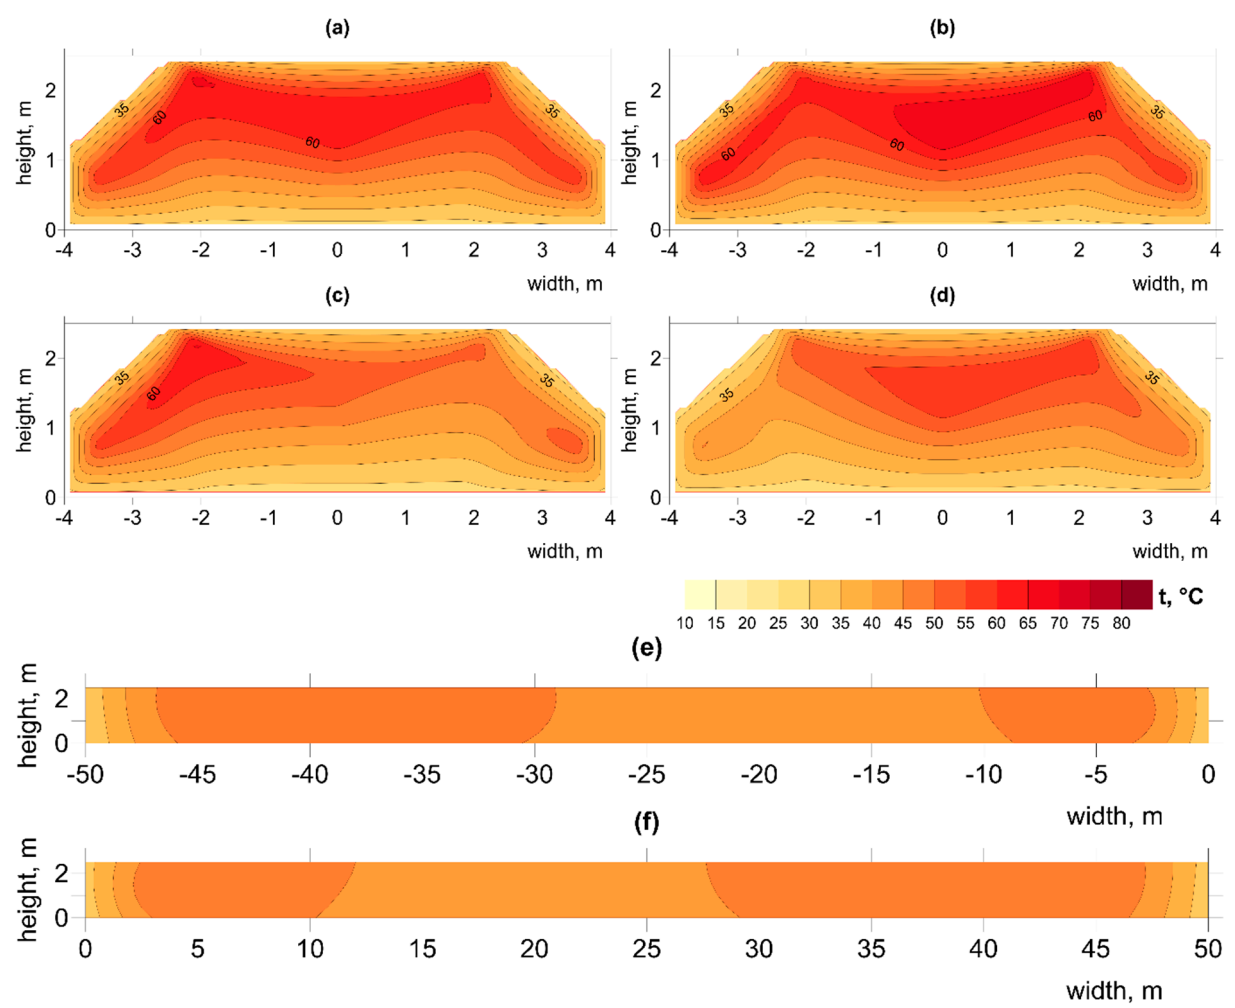 (a)
height, m
2
1
0
35
60
60
35
-4 -3 -2 -1 0 1 2 3 4
width, m
(b)
height, m
2
1
0
35
60
60
60
35
-4 -3 -2 -1 0 1 2 3 4
width, m
(c)
height, m
2
1
0
35
60
35
-4 -3 -2 -1 0 1 2 3 4
width, m
(d)
height, m
2
1
0
35
35
-4 -3 -2 -1 0 1 2 3 4
width, m
t, °C
10 15 20 25 30 35 40 45 50 55 60 65 70 75 80
(e)
height, m
2
0
-50 -45 -40 -35 -30 -25 -20 -15 -10 -5 0
width, m
(f)
height, m
2
0
0 5 10 15 20 25 30 35 40 45 50
width, m